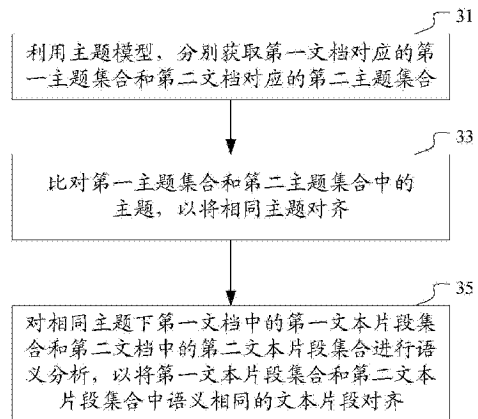 31
利用主题模型，分别获取第一文档对应的第
一主题集合和第二文档对应的第二主题集合
33
比对第一主题集合和第二主题集合中的
主题，以将相同主题对齐
35
对相同主题下第一文档中的第一文本片段集
合和第二文档中的第二文本片段集合进行语
义分析，以将第一文本片段集合和第二文本
片段集合中语义相同的文本片段对齐